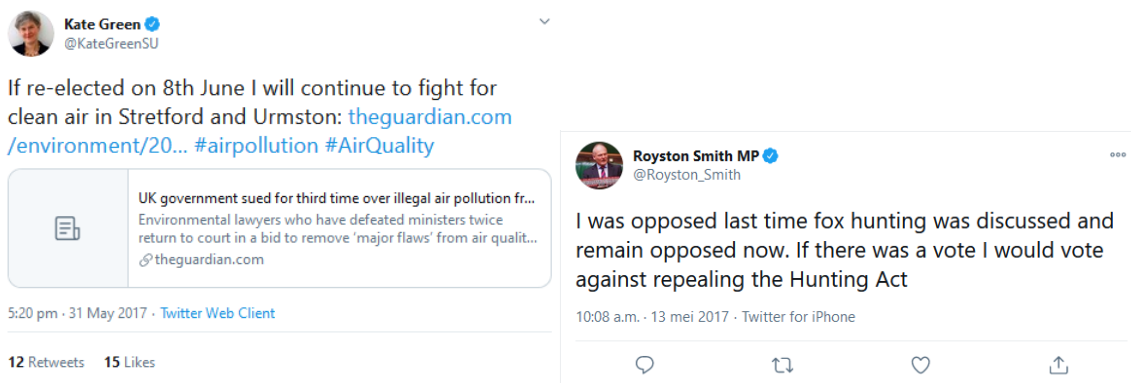 Kate Green
@KateGreenSU
If re-elected on 8th June I will continue to fight for
clean air in Stretford and Urmston: theguardian.com
/environment/20... #airpollution #AirQuality
UK government sued for third time over illegal air pollution fr...
Environmental lawyers who have defeated ministers twice
return to court in a bid to remove ‘major flaws’ from air qualit...
theguardian.com
5:20 pm · 31 May 2017 · Twitter Web Client
12 Retweets 15 Likes
Royston Smith MP
@Royston_Smith
I was opposed last time fox hunting was discussed and
remain opposed now. If there was a vote I would vote
against repealing the Hunting Act
10:08 a.m. · 13 mei 2017 · Twitter for iPhone